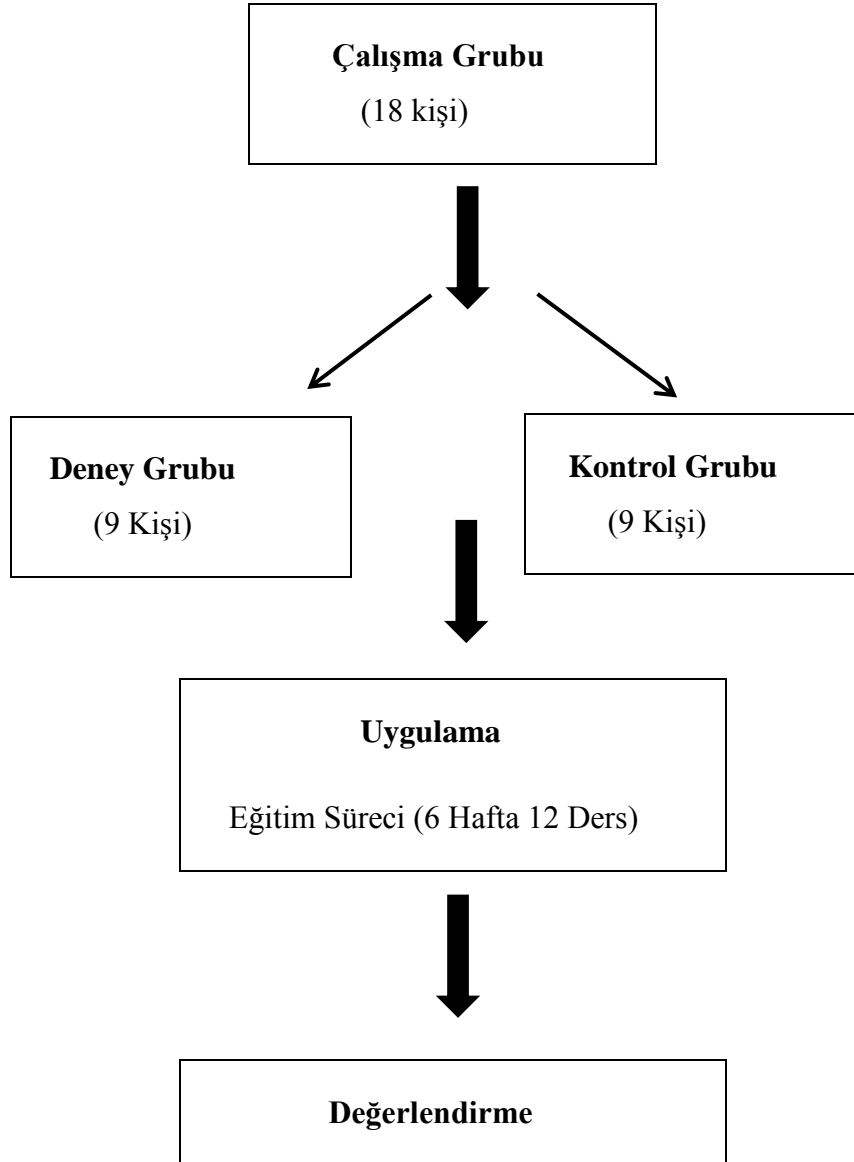 Çalışma Grubu
(18 kişi)
Deney Grubu
(9 Kişi)
Kontrol Grubu
(9 Kişi)
Uygulama
Eğitim Süreci (6 Hafta 12 Ders)
Değerlendirme